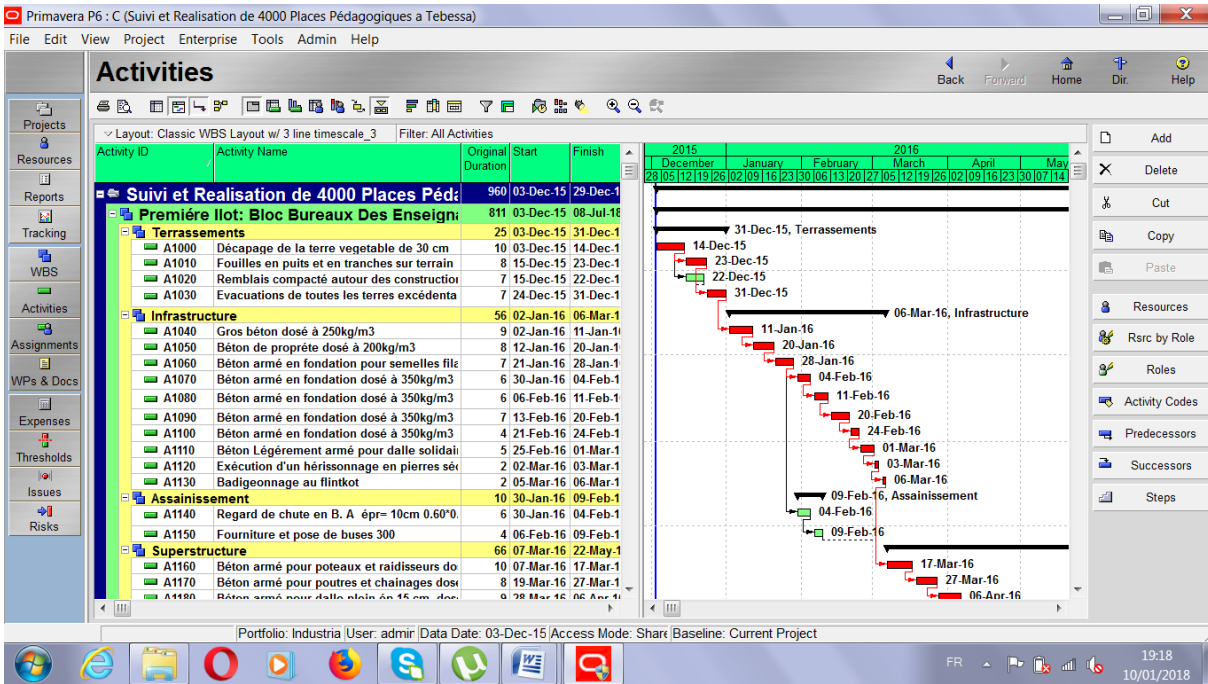 Primavera P6 : C (Suivi et Realisation de 4000 Places Pédagogiques a Tebessa)
File Edit View Project Enterprise Tools Admin Help
Activities
Back Forward Home Dir. Help
Projects
Resources
Reports
Tracking
WBS
Activities
Assignments
WPs & Docs
Expenses
Thresholds
Issues
Risks
Layout: Classic WBS Layout w/ 3 line timescale_3 Filter: All Activities
Activity ID Activity Name Original Duration Start Finish
Suivi et Realisation de 4000 Places Péda 960 03-Dec-15 29-Dec-1
Premiére Ilot: Bloc Bureaux Des Enseigna 811 03-Dec-15 08-Jul-18
Terrassements 25 03-Dec-15 31-Dec-1
A1000 Décapage de la terre vegetable de 30 cm 10 03-Dec-15 14-Dec-1
A1010 Fouilles en puits et en tranches sur terrain 8 15-Dec-15 23-Dec-1
A1020 Remblais compacté autour des construction 7 15-Dec-15 22-Dec-1
A1030 Evacuations de toutes les terres excédenta 7 24-Dec-15 31-Dec-1
Infrastructure 56 02-Jan-16 06-Mar-1
A1040 Gros béton dosé à 250kg/m3 9 02-Jan-16 11-Jan-1
A1050 Béton de propréte dosé à 200kg/m3 8 12-Jan-16 20-Jan-1
A1060 Béton armé en fondation pour semelles fila 7 21-Jan-16 28-Jan-1
A1070 Béton armé en fondation dosé à 350kg/m3 6 30-Jan-16 04-Feb-1
A1080 Béton armé en fondation dosé à 350kg/m3 6 06-Feb-16 11-Feb-1
A1090 Béton armé en fondation dosé à 350kg/m3 7 13-Feb-16 20-Feb-1
A1100 Béton armé en fondation dosé à 350kg/m3 4 21-Feb-16 24-Feb-1
A1110 Béton Légérement armé pour dalle solidai 5 25-Feb-16 01-Mar-1
A1120 Exécution d'un hérissonnage en pierres séc 2 02-Mar-16 03-Mar-1
A1130 Badigeonnage au flintkot 2 05-Mar-16 06-Mar-1
Assainissement 10 30-Jan-16 09-Feb-1
A1140 Regard de chute en B. A épr= 10cm 0.60*0. 6 30-Jan-16 04-Feb-1
A1150 Fourniture et pose de buses 300 4 06-Feb-16 09-Feb-1
Superstructure 66 07-Mar-16 22-May-1
A1160 Béton armé pour poteaux et raidisseurs do 10 07-Mar-16 17-Mar-1
A1170 Béton armé pour poutres et chainages dosé 8 19-Mar-16 27-Mar-1
A1180 Béton armé pour dalle plein ép 15 cm dos 9 28-Mar-16 06-Apr-1
2015 2016
December January February March April May
28 05 12 19 26 02 09 16 23 30 06 13 20 27 05 12 19 26 02 09 16 23 30 07 14
31-Dec-15, Terrassements
14-Dec-15
23-Dec-15
22-Dec-15
31-Dec-15
06-Mar-16, Infrastructure
11-Jan-16
20-Jan-16
28-Jan-16
04-Feb-16
11-Feb-16
20-Feb-16
24-Feb-16
01-Mar-16
03-Mar-16
06-Mar-16
09-Feb-16, Assainissement
04-Feb-16
09-Feb-16
17-Mar-16
27-Mar-16
06-Apr-16
Add
Delete
Cut
Copy
Paste
Resources
Rsrc by Role
Roles
Activity Codes
Predecessors
Successors
Steps
Portfolio: Industria User: admin Data Date: 03-Dec-15 Access Mode: Share Baseline: Current Project
FR 19:18
10/01/2018